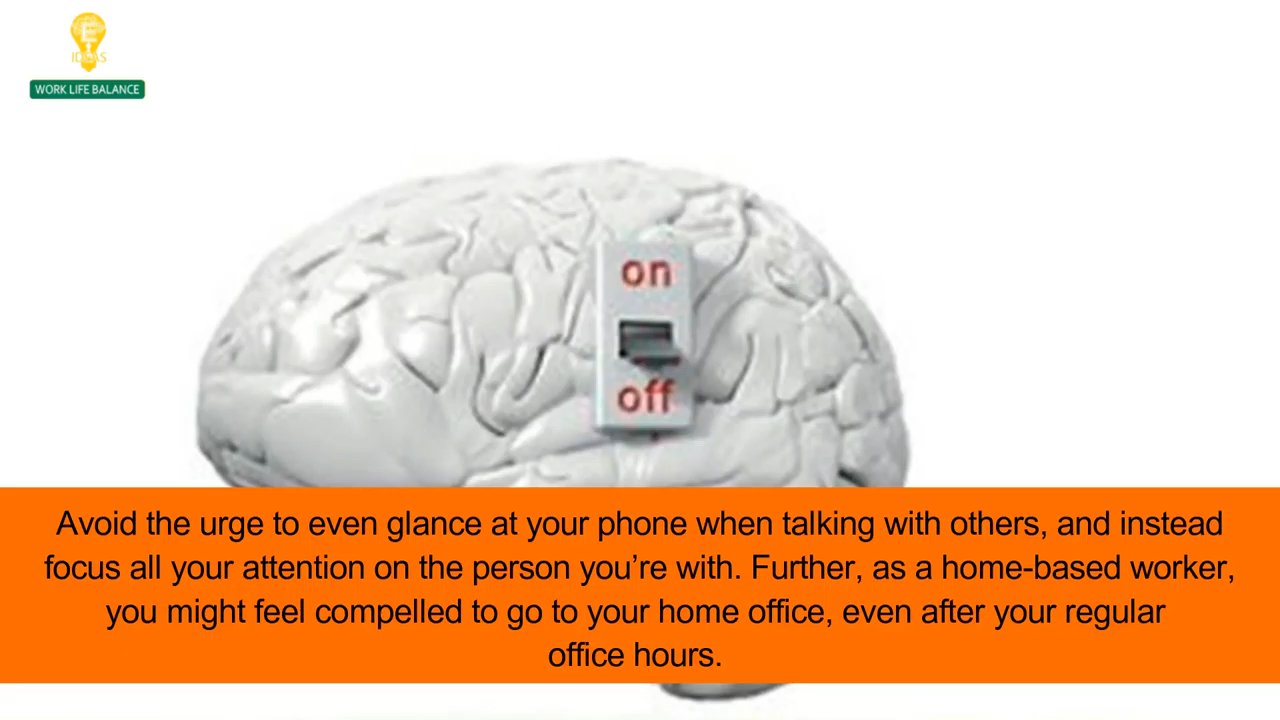 E
IDEAS
WORK LIFE BALANCE
on
off
Avoid the urge to even glance at your phone when talking with others, and instead
focus all your attention on the person you’re with. Further, as a home-based worker,
you might feel compelled to go to your home office, even after your regular
office hours.